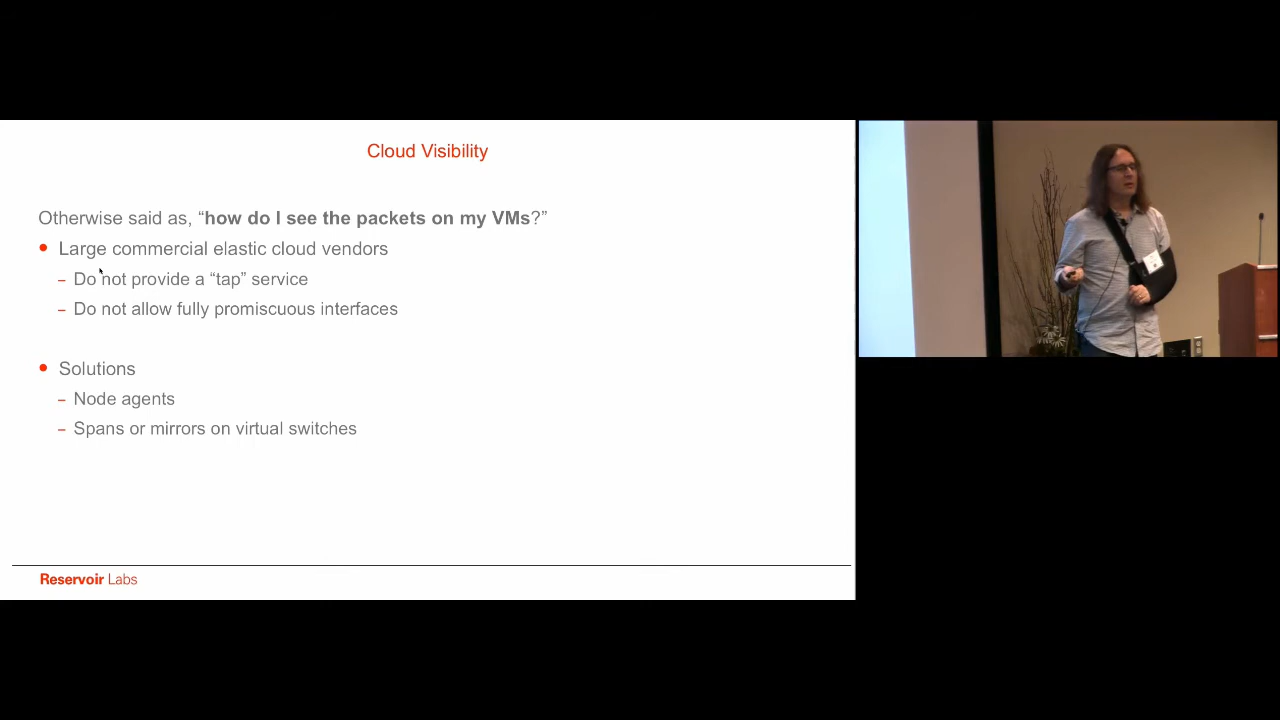 Cloud Visibility
Otherwise said as, “how do I see the packets on my VMs?”
Large commercial elastic cloud vendors
Do not provide a “tap” service
Do not allow fully promiscuous interfaces
Solutions
Node agents
Spans or mirrors on virtual switches
Reservoir Labs